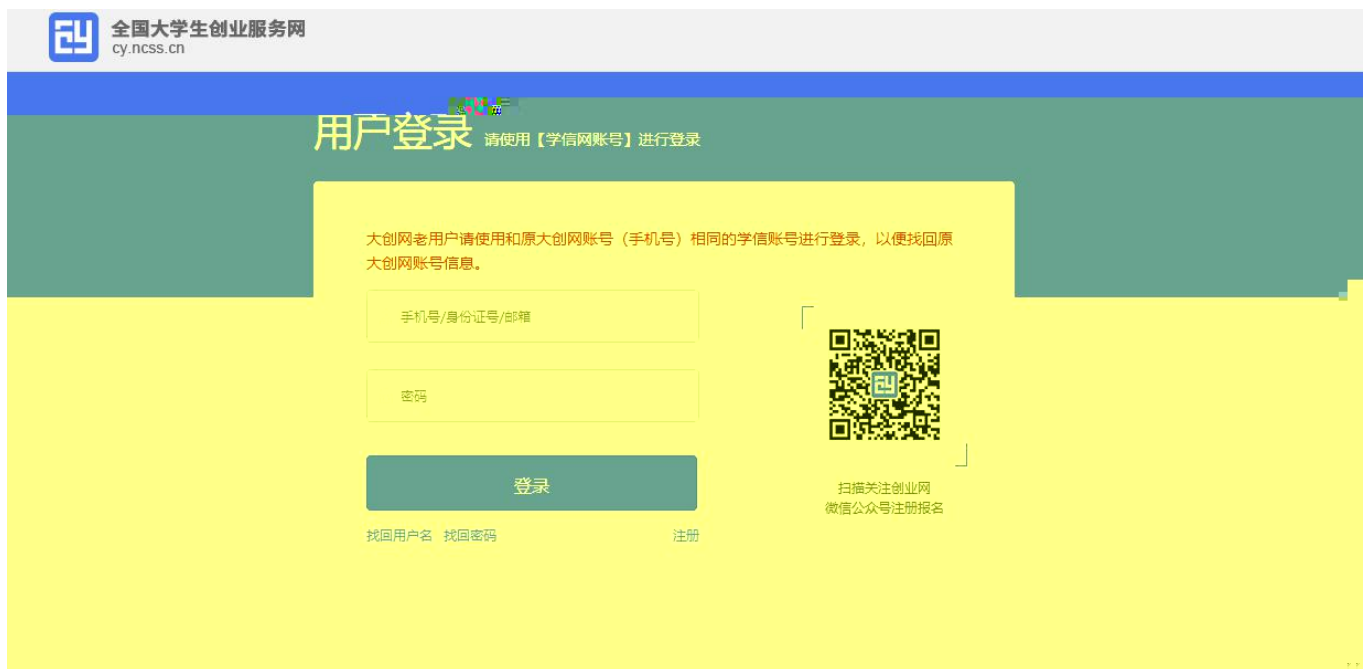 全国大学生创业服务网
cy.ncss.cn
用户登录 请使用【学信网账号】进行登录
大创网老用户请使用和原大创网账号（手机号）相同的学信账号进行登录，以便找回原
大创网账号信息。
手机号/身份证号/邮箱
密码
登录
找回用户名 找回密码 注册
扫描关注创业网
微信公众号注册报名